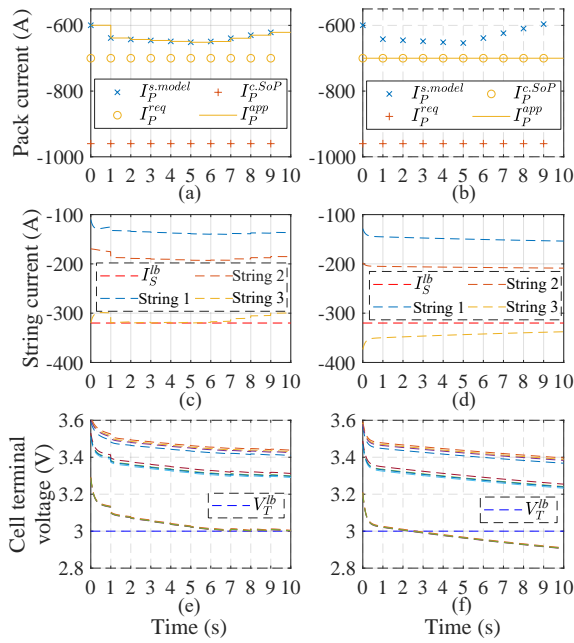 Pack current (A)
-600
-800
-1000
I_P^{s.model} I_P^{c.SoP}
I_P^{req} I_P^{app}
0 1 2 3 4 5 6 7 8 9 10
(a)
-600
-800
-1000
I_P^{s.model} I_P^{c.SoP}
I_P^{req} I_P^{app}
0 1 2 3 4 5 6 7 8 9 10
(b)
String current (A)
-100
-200
-300
-400
I_S^{lb} String 2
String 1 String 3
0 1 2 3 4 5 6 7 8 9 10
(c)
-100
-200
-300
-400
I_S^{lb} String 2
String 1 String 3
0 1 2 3 4 5 6 7 8 9 10
(d)
Cell terminal
voltage (V)
3.6
3.4
3.2
3
2.8
V_T^{lb}
0 1 2 3 4 5 6 7 8 9 10
(e)
Time (s)
3.6
3.4
3.2
3
2.8
V_T^{lb}
0 1 2 3 4 5 6 7 8 9 10
(f)
Time (s)